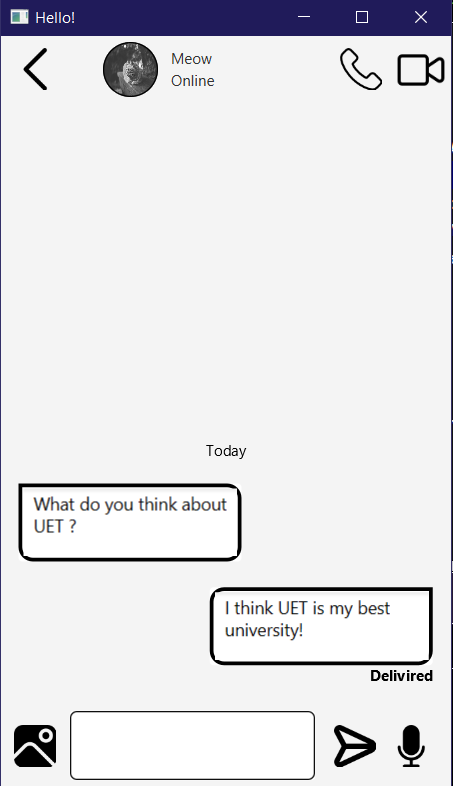 Hello!
Meow
Online
Today
What do you think about
UET ?
I think UET is my best
university!
Delivired